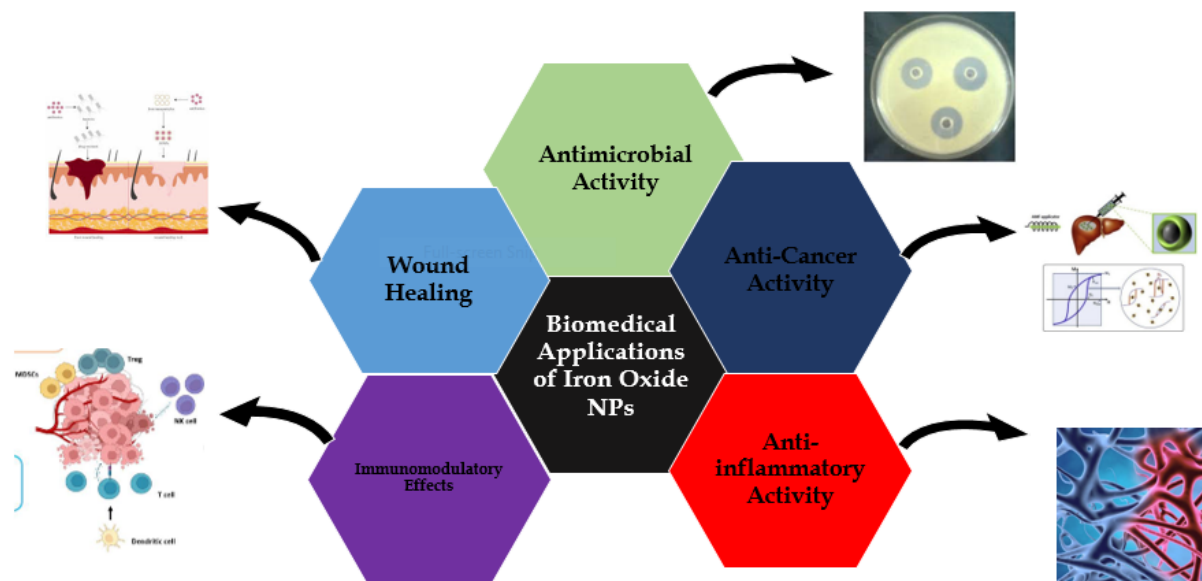 Antimicrobial
Activity
Wound
Healing
Anti-Cancer
Activity
Biomedical
Applications
of Iron Oxide
NPs
Immunomodulatory
Effects
Anti-
inflammatory
Activity
Treg
MDSCs
NK cell
T cell
Dendritic cell